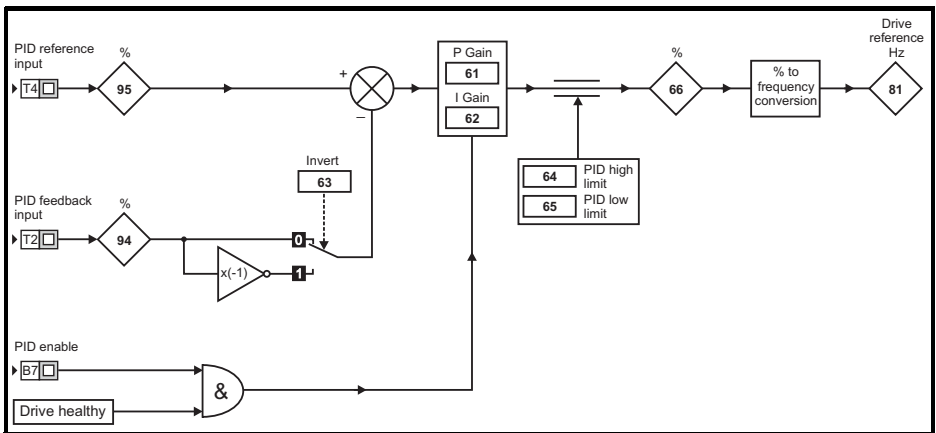 PID reference
input
T4
%
95
+
–
P Gain
61
I Gain
62
%
66
% to
frequency
conversion
Drive
reference
Hz
81
64
PID high
limit
65
PID low
limit
Invert
63
PID feedback
input
T2
%
94
0
x(-1)
1
PID enable
B7
&
Drive healthy